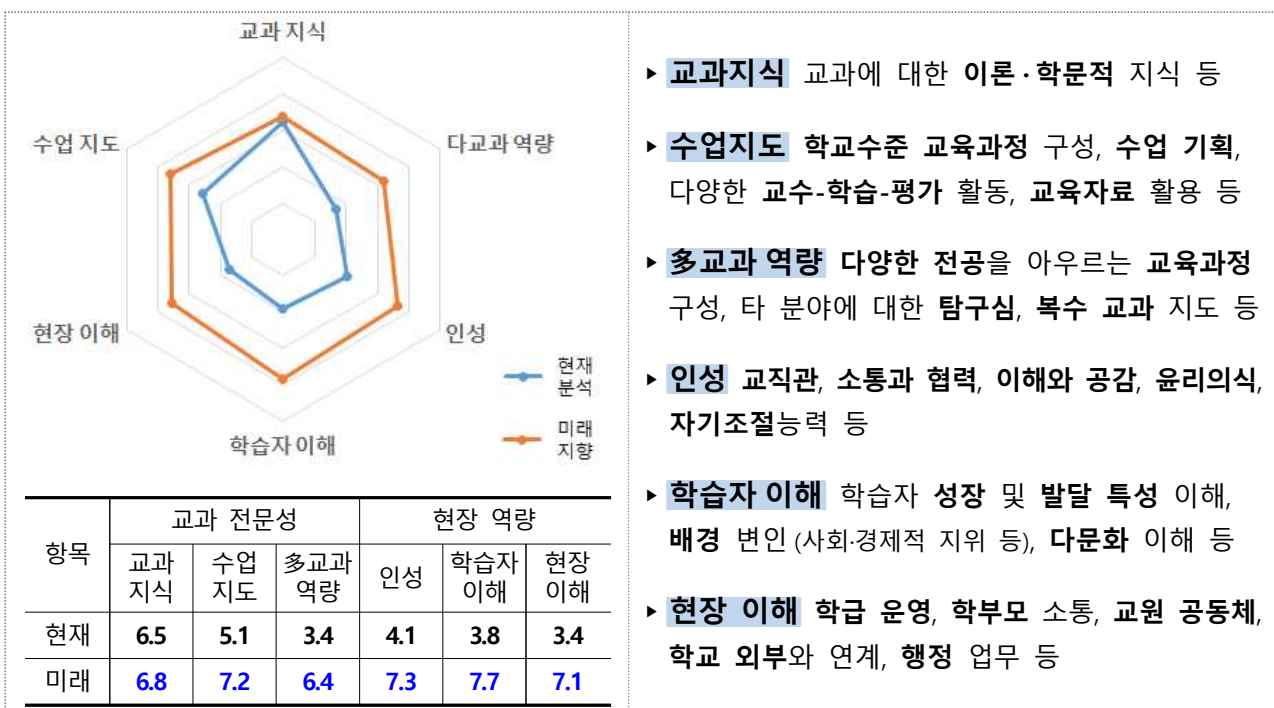 교과 지식
수업 지도
다교과 역량
현장 이해
인성
학습자 이해
현재
분석
미래
지향
항목 교과 전문성 현장 역량
교과 지식 수업 지도 多교과 역량 인성 학습자 이해 현장 이해
현재 6.5 5.1 3.4 4.1 3.8 3.4
미래 6.8 7.2 6.4 7.3 7.7 7.1
▸ 교과지식 교과에 대한 이론·학문적 지식 등
▸ 수업지도 학교수준 교육과정 구성, 수업 기획,
다양한 교수-학습-평가 활동, 교육자료 활용 등
▸ 多교과 역량 다양한 전공을 아우르는 교육과정
구성, 타 분야에 대한 탐구심, 복수 교과 지도 등
▸ 인성 교직관, 소통과 협력, 이해와 공감, 윤리의식,
자기조절능력 등
▸ 학습자 이해 학습자 성장 및 발달 특성 이해,
배경 변인 (사회·경제적 지위 등), 다문화 이해 등
▸ 현장 이해 학급 운영, 학부모 소통, 교원 공동체,
학교 외부와 연계, 행정 업무 등